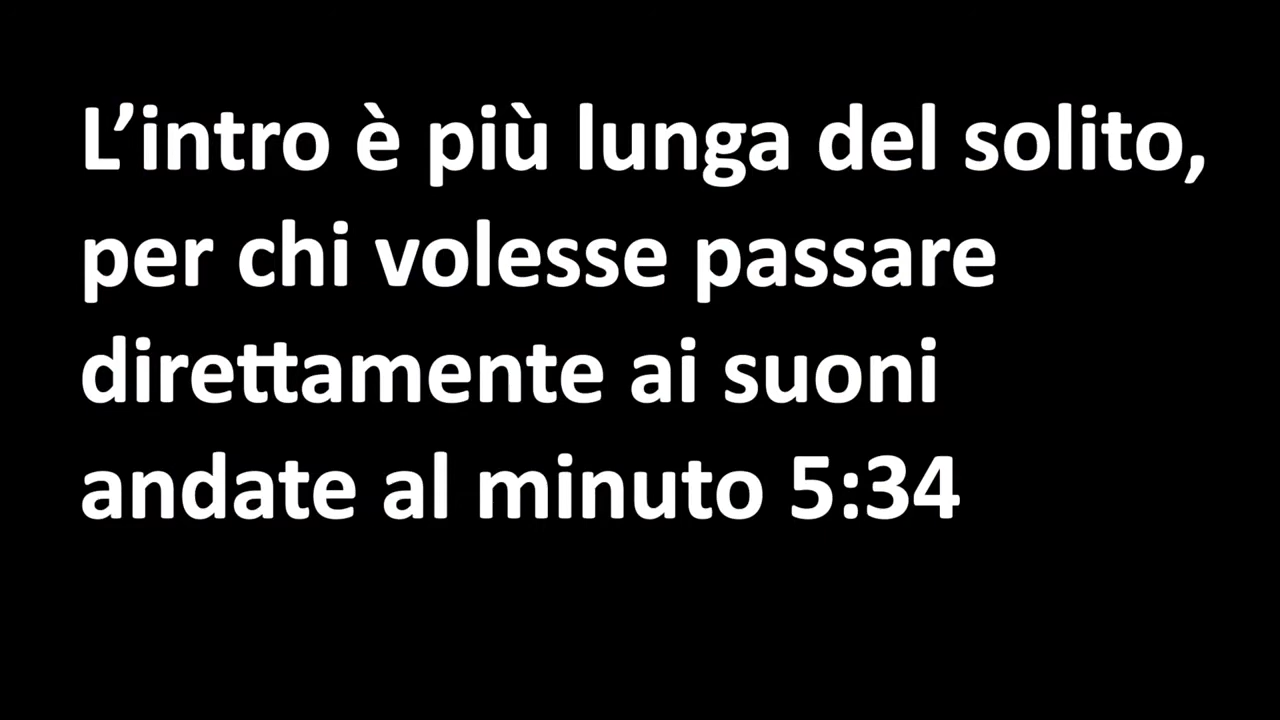 L’intro è più lunga del solito,
per chi volesse passare
direttamente ai suoni
andate al minuto 5:34